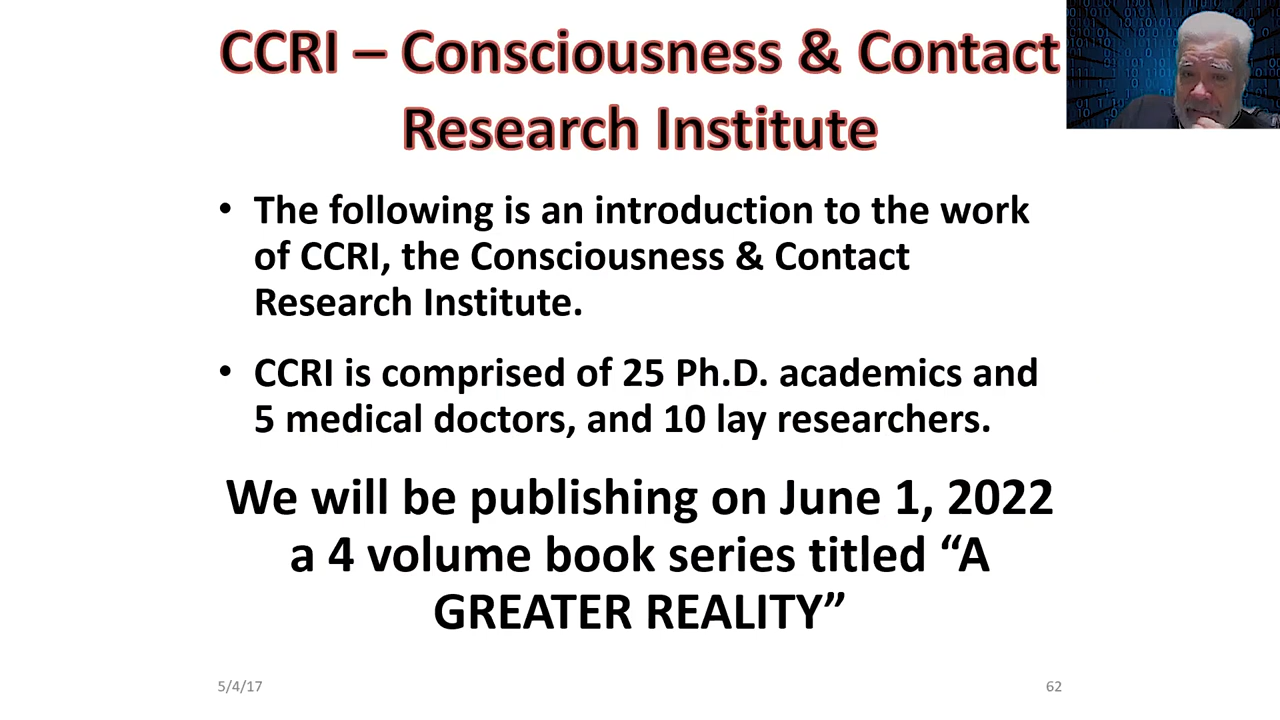 CCRI – Consciousness & Contact
Research Institute
• The following is an introduction to the work
of CCRI, the Consciousness & Contact
Research Institute.
• CCRI is comprised of 25 Ph.D. academics and
5 medical doctors, and 10 lay researchers.
We will be publishing on June 1, 2022
a 4 volume book series titled “A
GREATER REALITY”
5/4/17
62